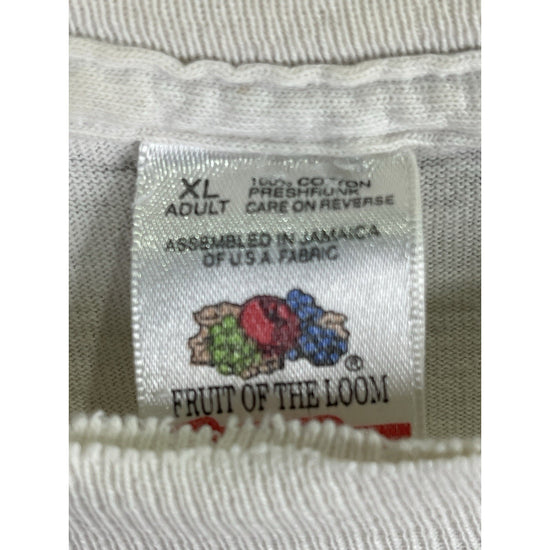 XL 100% COTTON
PRESHRUNK
ADULT CARE ON REVERSE
ASSEMBLED IN JAMAICA
OF U.S.A. FABRIC
®
FRUIT OF THE LOOM